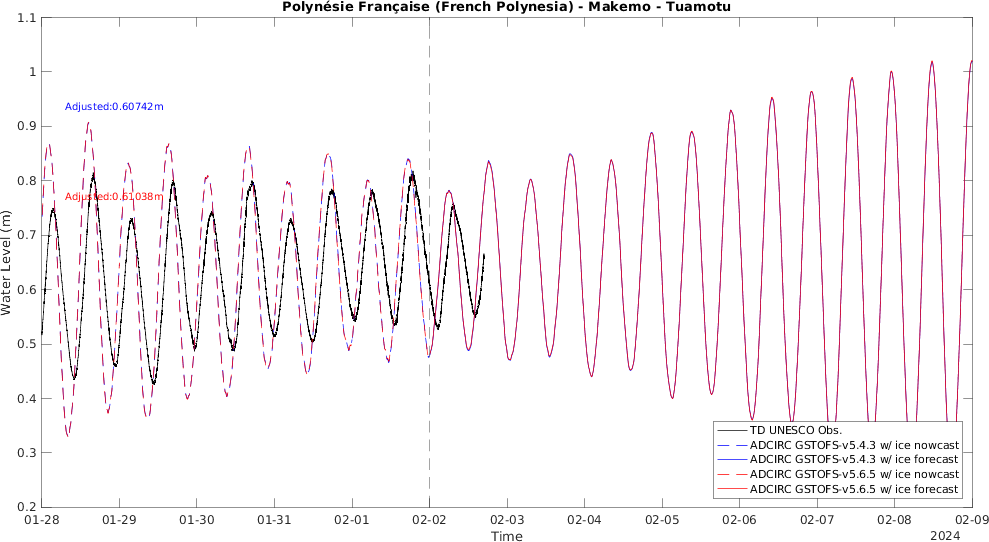 Polynésie Française (French Polynesia) - Makemo - Tuamotu
1.1
1
0.9
0.8
0.7
0.6
0.5
0.4
0.3
0.2
Water Level (m)
Adjusted:0.60742m
Adjusted:0.61038m
TD UNESCO Obs.
ADCIRC GSTOFS-v5.4.3 w/ ice nowcast
ADCIRC GSTOFS-v5.4.3 w/ ice forecast
ADCIRC GSTOFS-v5.6.5 w/ ice nowcast
ADCIRC GSTOFS-v5.6.5 w/ ice forecast
01-28 01-29 01-30 01-31 02-01 02-02 02-03 02-04 02-05 02-06 02-07 02-08 02-09
Time
2024